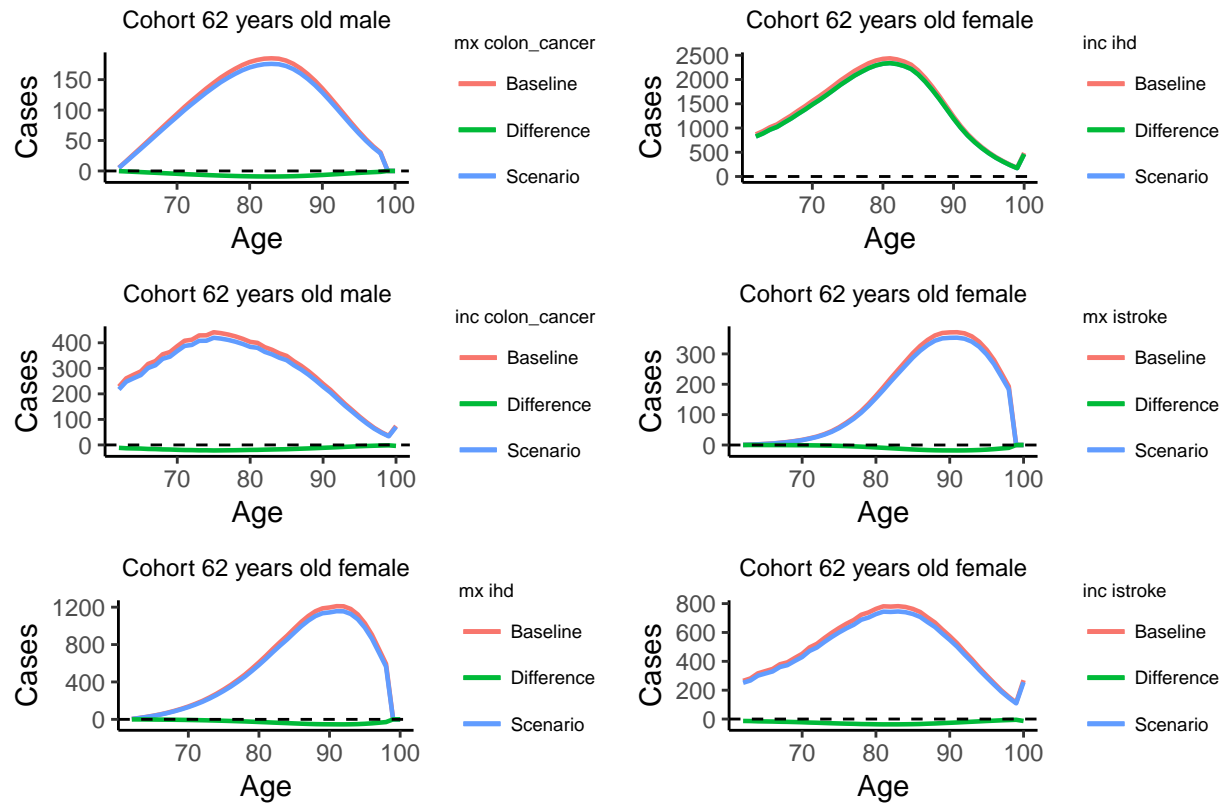 Cohort 62 years old male
mx colon_cancer
Baseline
Difference
Scenario
Cases
150
100
50
0
70 80 90 100
Age
Cohort 62 years old female
inc ihd
Baseline
Difference
Scenario
Cases
2500
2000
1500
1000
500
0
70 80 90 100
Age
Cohort 62 years old male
inc colon_cancer
Baseline
Difference
Scenario
Cases
400
300
200
100
0
70 80 90 100
Age
Cohort 62 years old female
mx istroke
Baseline
Difference
Scenario
Cases
300
200
100
0
70 80 90 100
Age
Cohort 62 years old female
mx ihd
Baseline
Difference
Scenario
Cases
1200
800
400
0
70 80 90 100
Age
Cohort 62 years old female
inc istroke
Baseline
Difference
Scenario
Cases
800
600
400
200
0
70 80 90 100
Age